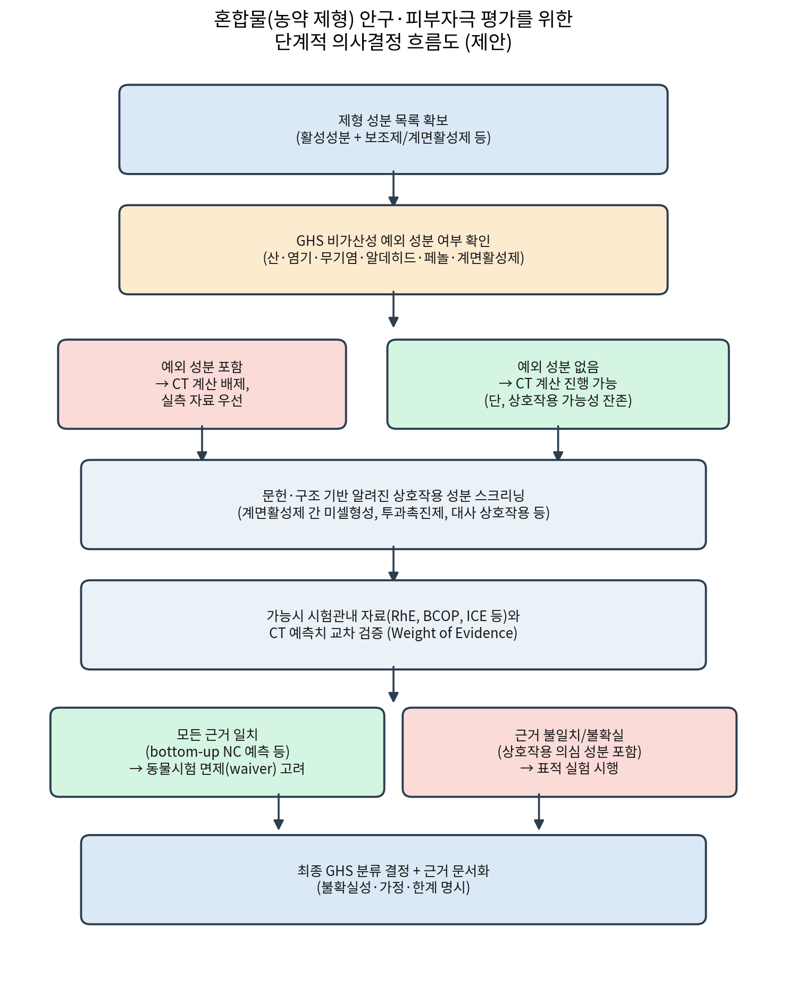 혼합물(농약 제형) 안구·피부자극 평가를 위한
단계적 의사결정 흐름도 (제안)
제형 성분 목록 확보
(활성성분 + 보조제/계면활성제 등)
GHS 비가산성 예외 성분 여부 확인
(산·염기·무기염·알데히드·페놀·계면활성제)
예외 성분 포함
→ CT 계산 배제,
실측 자료 우선
예외 성분 없음
→ CT 계산 진행 가능
(단, 상호작용 가능성 잔존)
문헌·구조 기반 알려진 상호작용 성분 스크리닝
(계면활성제 간 미셀형성, 투과촉진제, 대사 상호작용 등)
가능시 시험관내 자료(RhE, BCOP, ICE 등)와
CT 예측치 교차 검증 (Weight of Evidence)
모든 근거 일치
(bottom-up NC 예측 등)
→ 동물시험 면제(waiver) 고려
근거 불일치/불확실
(상호작용 의심 성분 포함)
→ 표적 실험 시행
최종 GHS 분류 결정 + 근거 문서화
(불확실성·가정·한계 명시)